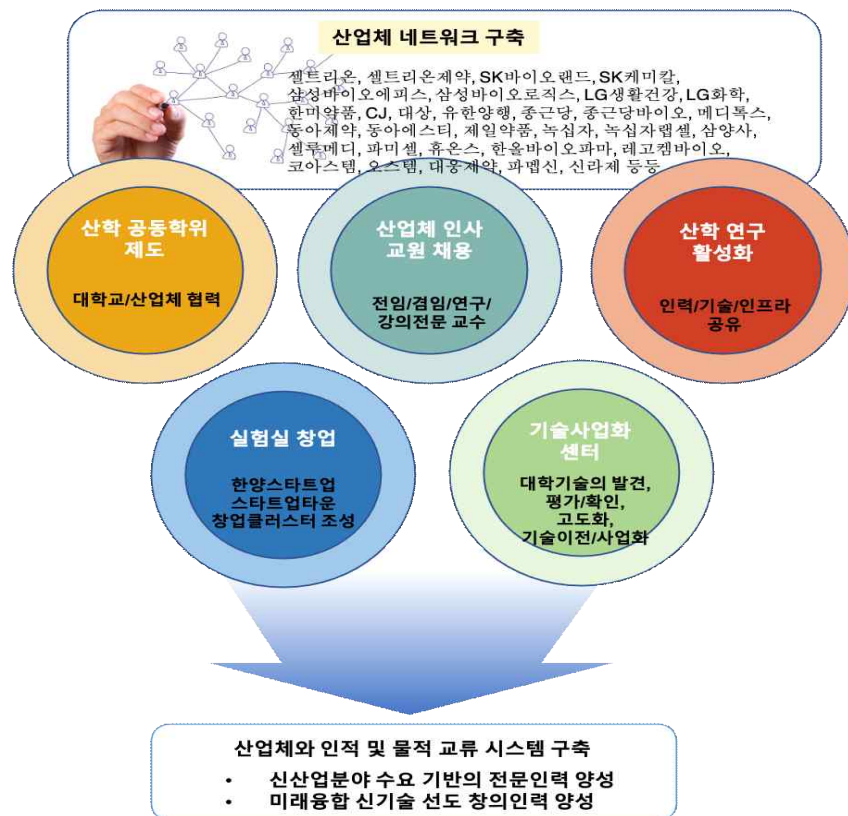 산업체 네트워크 구축
셀트리온, 셀트리온제약, SK바이오랜드, SK케미칼,
삼성바이오에피스, 삼성바이오로직스, LG생활건강, LG화학,
한미약품, CJ, 대상, 유한양행, 종근당, 종근당바이오, 메디톡스,
동아제약, 동아에스티, 제일약품, 녹십자, 녹십자랩셀, 삼양사,
셀루메디, 파미셀, 휴온스, 한올바이오파마, 레고켐바이오,
코아스템, 오스템, 대웅제약, 파멥신, 신라제 등등
산학 공동학위
제도
대학교/산업체 협력
산업체 인사
교원 채용
전임/겸임/연구/
강의전문 교수
산학 연구
활성화
인력/기술/인프라
공유
실험실 창업
한양스타트업
스타트업타운
창업클러스터 조성
기술사업화
센터
대학기술의 발견,
평가/확인,
고도화,
기술이전/사업화
산업체와 인적 및 물적 교류 시스템 구축
• 신산업분야 수요 기반의 전문인력 양성
• 미래융합 신기술 선도 창의인력 양성